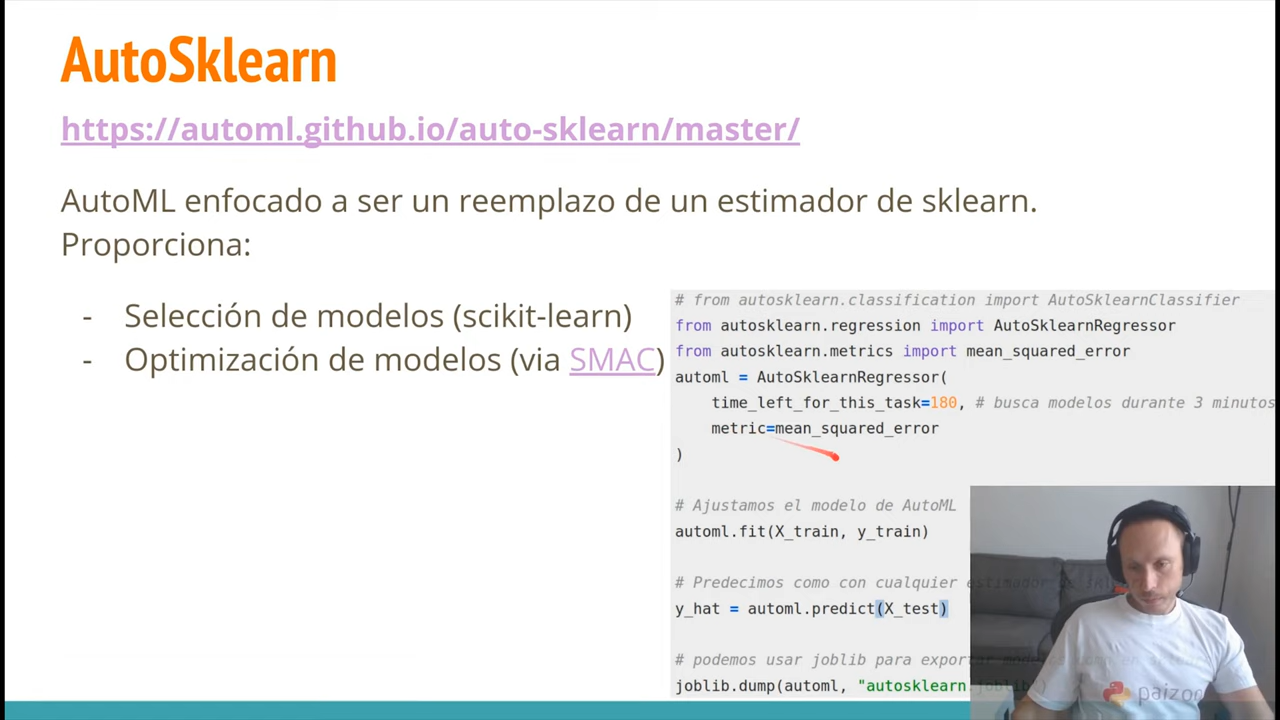 AutoSklearn
https://automl.github.io/auto-sklearn/master/
AutoML enfocado a ser un reemplazo de un estimador de sklearn.
Proporciona:
- Selección de modelos (scikit-learn)
- Optimización de modelos (via SMAC)
# from autosklearn.classification import AutoSklearnClassifier
from autosklearn.regression import AutoSklearnRegressor
from autosklearn.metrics import mean_squared_error
automl = AutoSklearnRegressor(
time_left_for_this_task=180, # busca modelos durante 3 minutos
metric=mean_squared_error
)
# Ajustamos el modelo de AutoML
automl.fit(X_train, y_train)
# Predecimos como con cualquier estimador
y_hat = automl.predict(X_test)
# podemos usar joblib para exportar
joblib.dump(automl, "autosklearn.joblib")